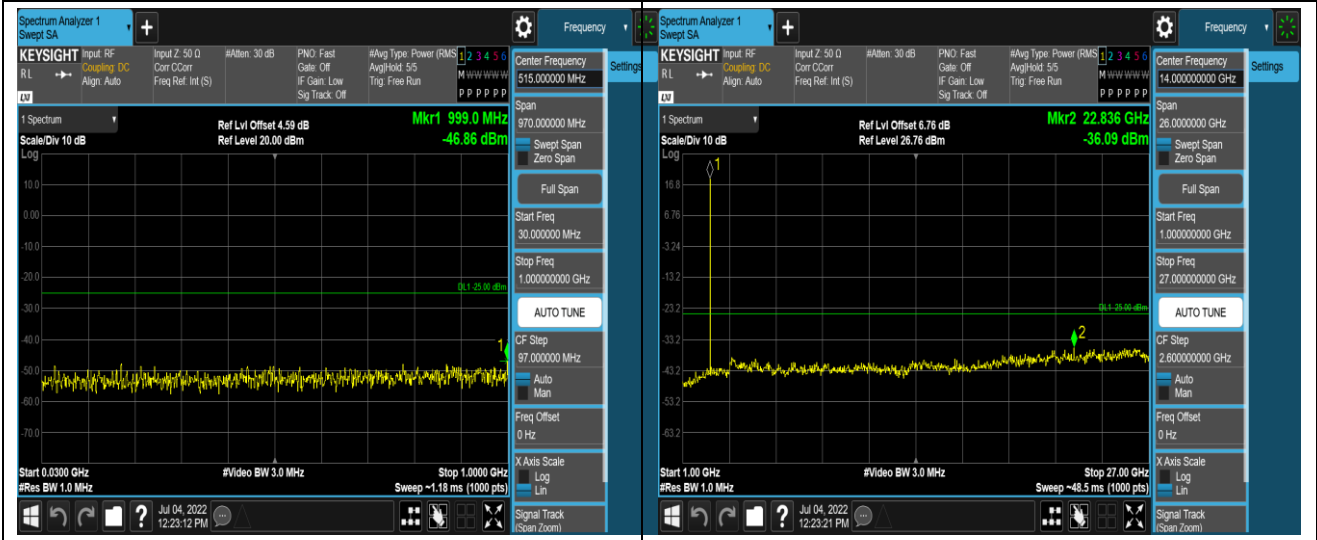 Spectrum Analyzer 1
Swept SA
+
Frequency
KEYSIGHT
Input: RF
Coupling: DC
Align: Auto
Input Z: 50 Ω
Corr CCorr
Freq Ref: Int (S)
#Atten: 30 dB
PNO: Fast
Gate: Off
IF Gain: Low
Sig Track: Off
#Avg Type: Power (RMS
Avg|Hold: 5/5
Trig: Free Run
1 2 3 4 5 6
M W W W W W
P P P P P P
RL
LXI
1 Spectrum
Scale/Div 10 dB
Log
Ref Lvl Offset 4.59 dB
Ref Level 20.00 dBm
Mkr1 999.0 MHz
-46.86 dBm
10.0
0.00
-10.0
-20.0
-30.0
-40.0
-50.0
-60.0
-70.0
DL1 -25.00 dBm
1
Start 0.0300 GHz
#Res BW 1.0 MHz
#Video BW 3.0 MHz
Stop 1.0000 GHz
Sweep ~1.18 ms (1000 pts)
Jul 04, 2022
12:23:12 PM
?
Center Frequency
515.000000 MHz
Settings
Span
970.000000 MHz
Swept Span
Zero Span
Full Span
Start Freq
30.000000 MHz
Stop Freq
1.000000000 GHz
AUTO TUNE
CF Step
97.000000 MHz
Auto
Man
Freq Offset
0 Hz
X Axis Scale
Log
Lin
Signal Track
(Span Zoom)
Spectrum Analyzer 1
Swept SA
+
Frequency
KEYSIGHT
Input: RF
Coupling: DC
Align: Auto
Input Z: 50 Ω
Corr CCorr
Freq Ref: Int (S)
#Atten: 30 dB
PNO: Fast
Gate: Off
IF Gain: Low
Sig Track: Off
#Avg Type: Power (RMS
Avg|Hold: 5/5
Trig: Free Run
1 2 3 4 5 6
M W W W W W
P P P P P P
RL
LXI
1 Spectrum
Scale/Div 10 dB
Log
Ref Lvl Offset 6.76 dB
Ref Level 26.76 dBm
Mkr2 22.836 GHz
-36.09 dBm
1
16.8
6.76
-3.24
-13.2
-23.2
-33.2
-43.2
-53.2
-63.2
DL1 -25.00 dBm
2
Start 1.00 GHz
#Res BW 1.0 MHz
#Video BW 3.0 MHz
Stop 27.00 GHz
Sweep ~48.5 ms (1000 pts)
Jul 04, 2022
12:23:21 PM
?
Center Frequency
14.000000000 GHz
Settings
Span
26.0000000 GHz
Swept Span
Zero Span
Full Span
Start Freq
1.000000000 GHz
Stop Freq
27.000000000 GHz
AUTO TUNE
CF Step
2.600000000 GHz
Auto
Man
Freq Offset
0 Hz
X Axis Scale
Log
Lin
Signal Track
(Span Zoom)